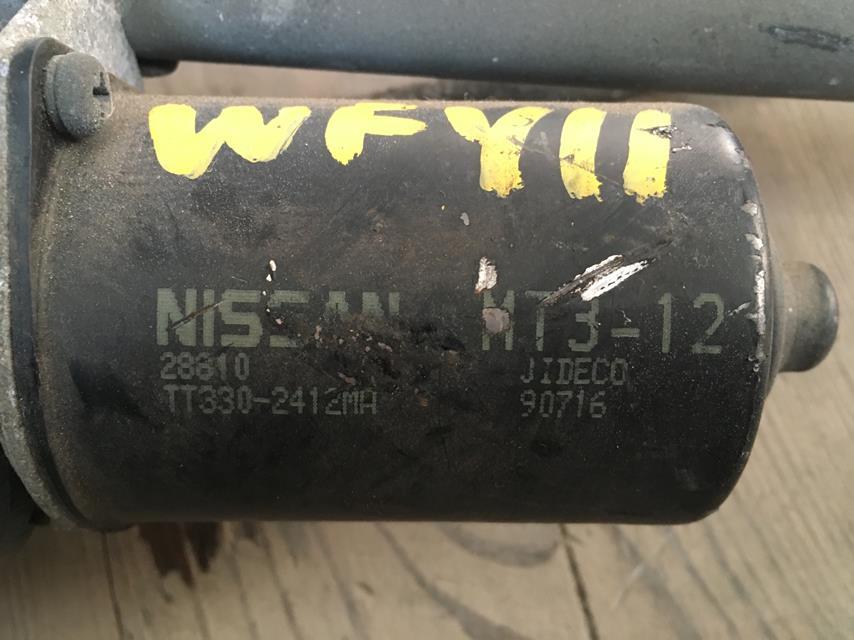 WFY11
NISSAN MT3-12
28810 JIDECO
TT330-2412MA 90716